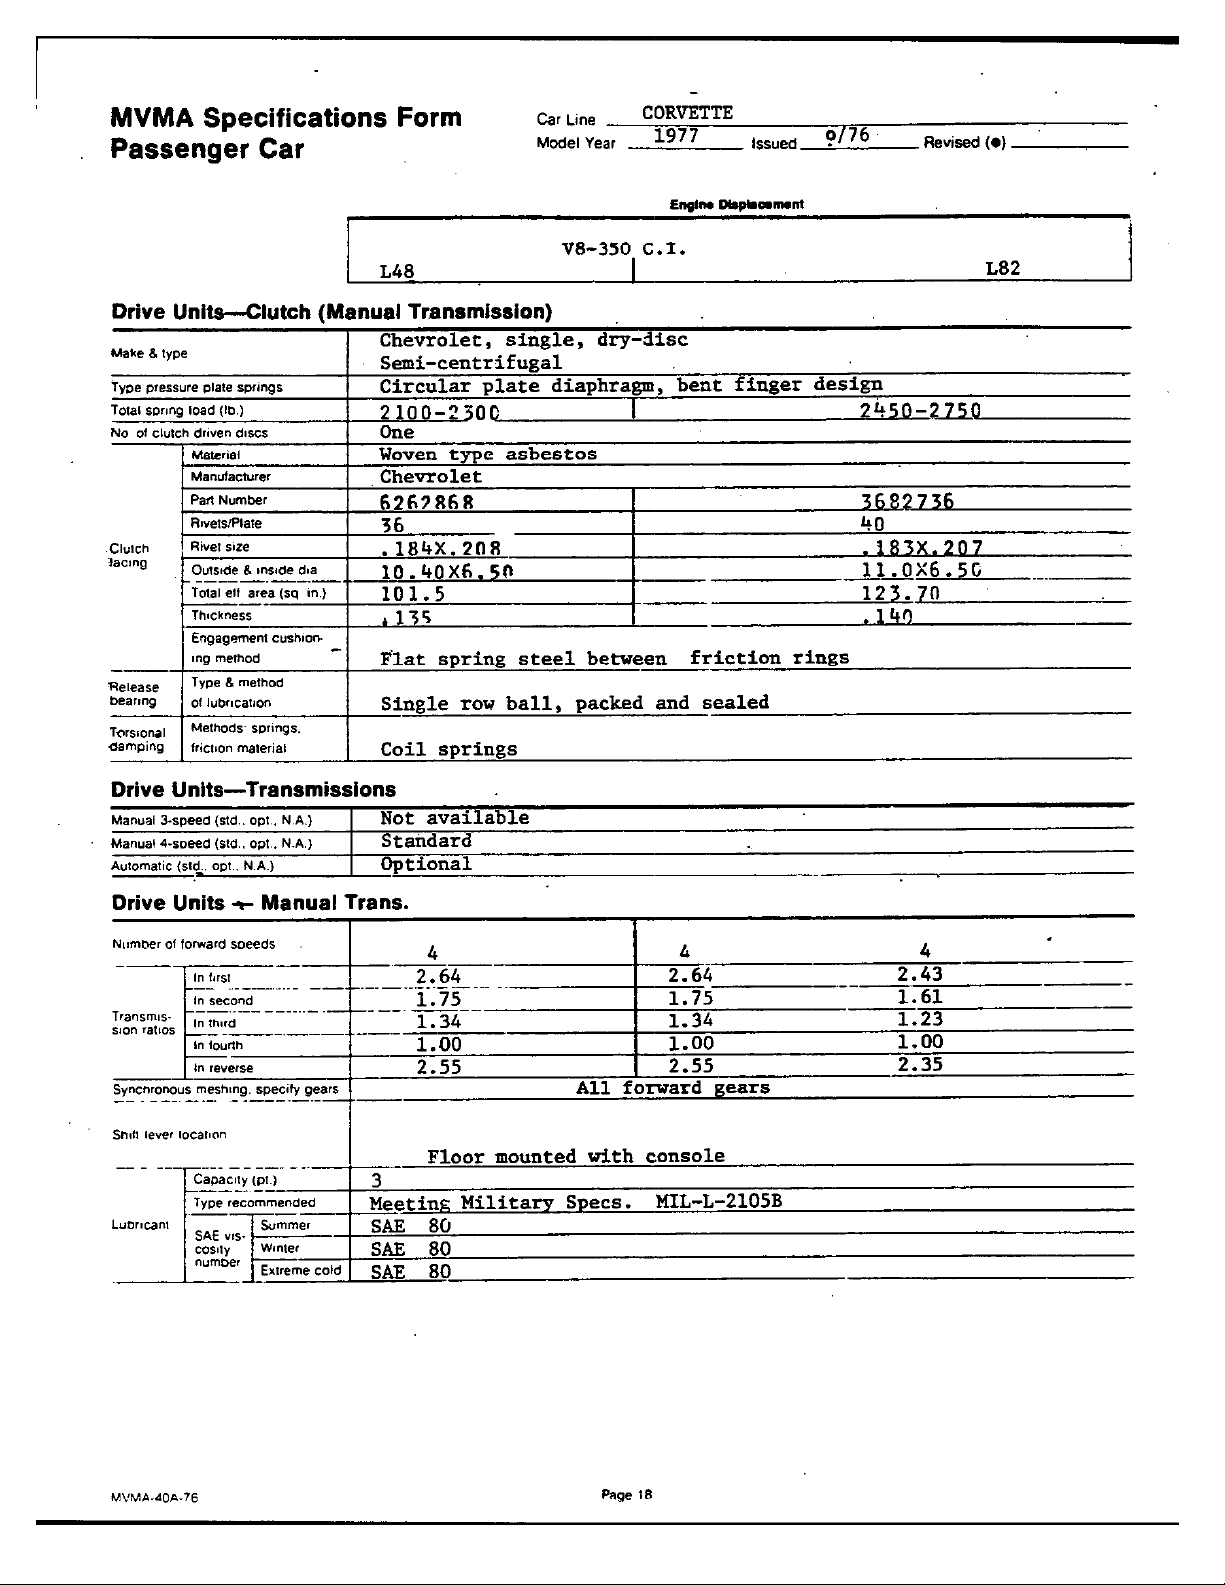 MVMA Specifications Form
Passenger Car
Car Line CORVETTE
Model Year 1977 Issued 9/76 Revised (●)
Engine Displacement
V8-350 C.I.
L48 L82
Drive Units—Clutch (Manual Transmission)
Make & type Chevrolet, single, dry-disc
Semi-centrifugal
Type pressure plate springs Circular plate diaphragm, bent finger design
Total spring load (lb.) 2100-2300 2450-2750
No of clutch driven discs One
Clutch facing
Material Woven type asbestos
Manufacturer Chevrolet
Part Number 6262868 3682736
Rivets/Plate 36 40
Rivet size .184X.208 .183X.207
Outside & inside dia 10.40X6.50 11.0X6.50
Total eff area (sq in.) 101.5 123.70
Thickness .135 .140
Engagement cushion-
ing method Flat spring steel between friction rings
Release bearing
Type & method
of lubrication Single row ball, packed and sealed
Torsional damping
Methods· springs,
friction material Coil springs
Drive Units—Transmissions
Manual 3-speed (std., opt., N.A.) Not available
Manual 4-speed (std., opt., N.A.) Standard
Automatic (std., opt., N.A.) Optional
Drive Units — Manual Trans.
Number of forward speeds 4 4 4
Transmis-
sion ratios
In first 2.64 2.64 2.43
In second 1.75 1.75 1.61
In third 1.34 1.34 1.23
In fourth 1.00 1.00 1.00
In reverse 2.55 2.55 2.35
Synchronous meshing, specify gears All forward gears
Shift lever location
Floor mounted with console
Lubricant
Capacity (pt.) 3
Type recommended Meeting Military Specs. MIL-L-2105B
SAE vis-
cosity
number
Summer SAE 80
Winter SAE 80
Extreme cold SAE 80
MVMA-40A-76
Page 18